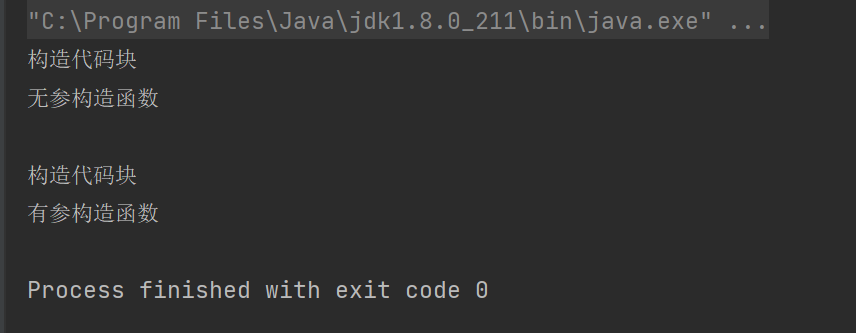 "C:\Program Files\Java\jdk1.8.0_211\bin\java.exe" ...
构造代码块
无参构造函数
构造代码块
有参构造函数
Process finished with exit code 0